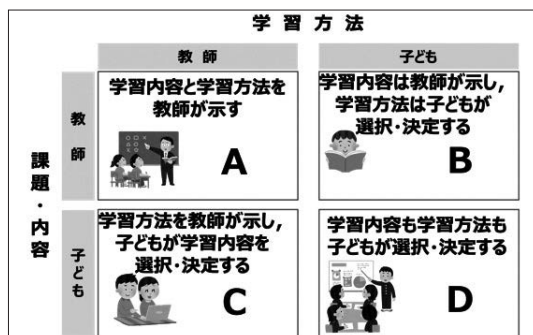 学習方法
教師
子ども
課題・内容
教師
学習内容と学習方法を
教師が示す
A
学習内容は教師が示し,
学習方法は子どもが
選択・決定する
B
子ども
学習方法を教師が示し,
子どもが学習内容を
選択・決定する
C
学習内容も学習方法も
子どもが選択・決定する
D